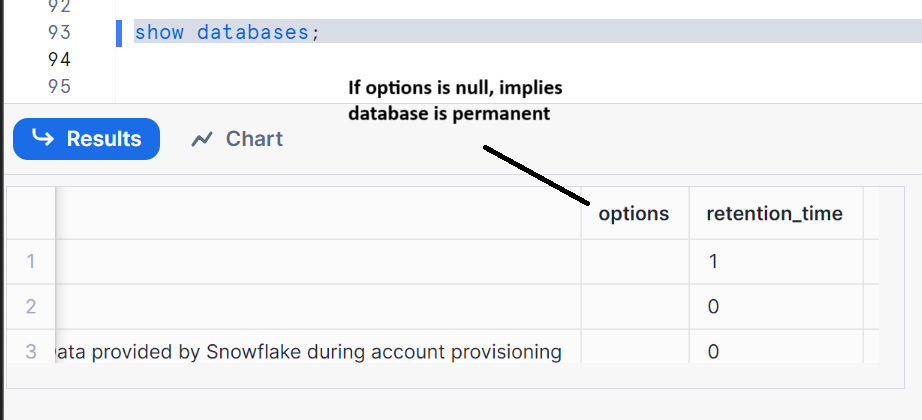 92
93 show databases;
94
95
If options is null, implies
database is permanent
Results Chart
options retention_time
1 1
2 0
3 ata provided by Snowflake during account provisioning 0